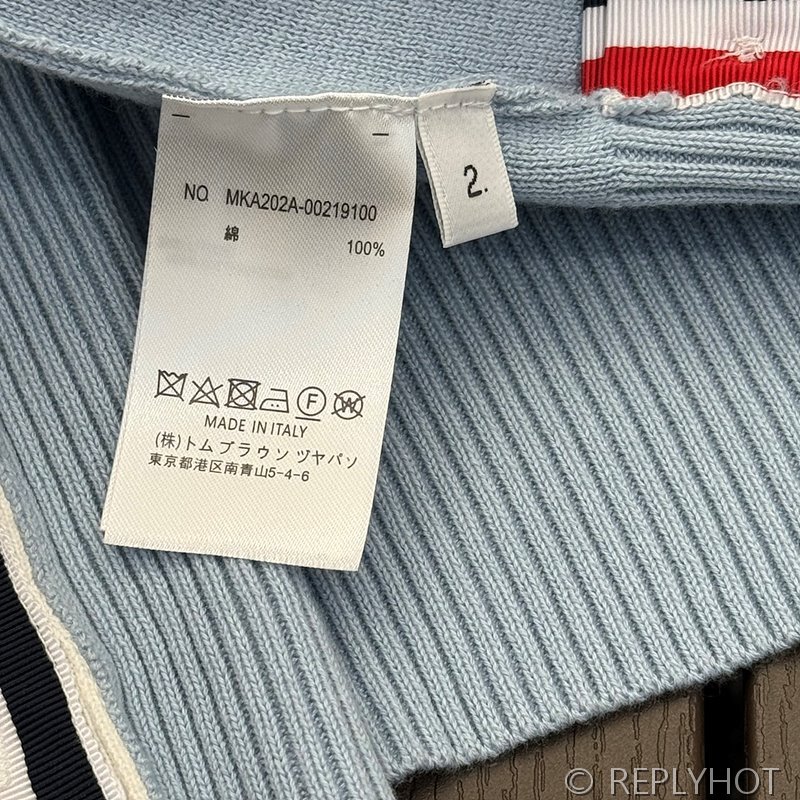 NO. MKA202A-00219100
綿 100%
2.
F
W
MADE IN ITALY
(株)トムブラウンヅヤパソ
東京都港区南青山5-4-6
© REPLYHOT